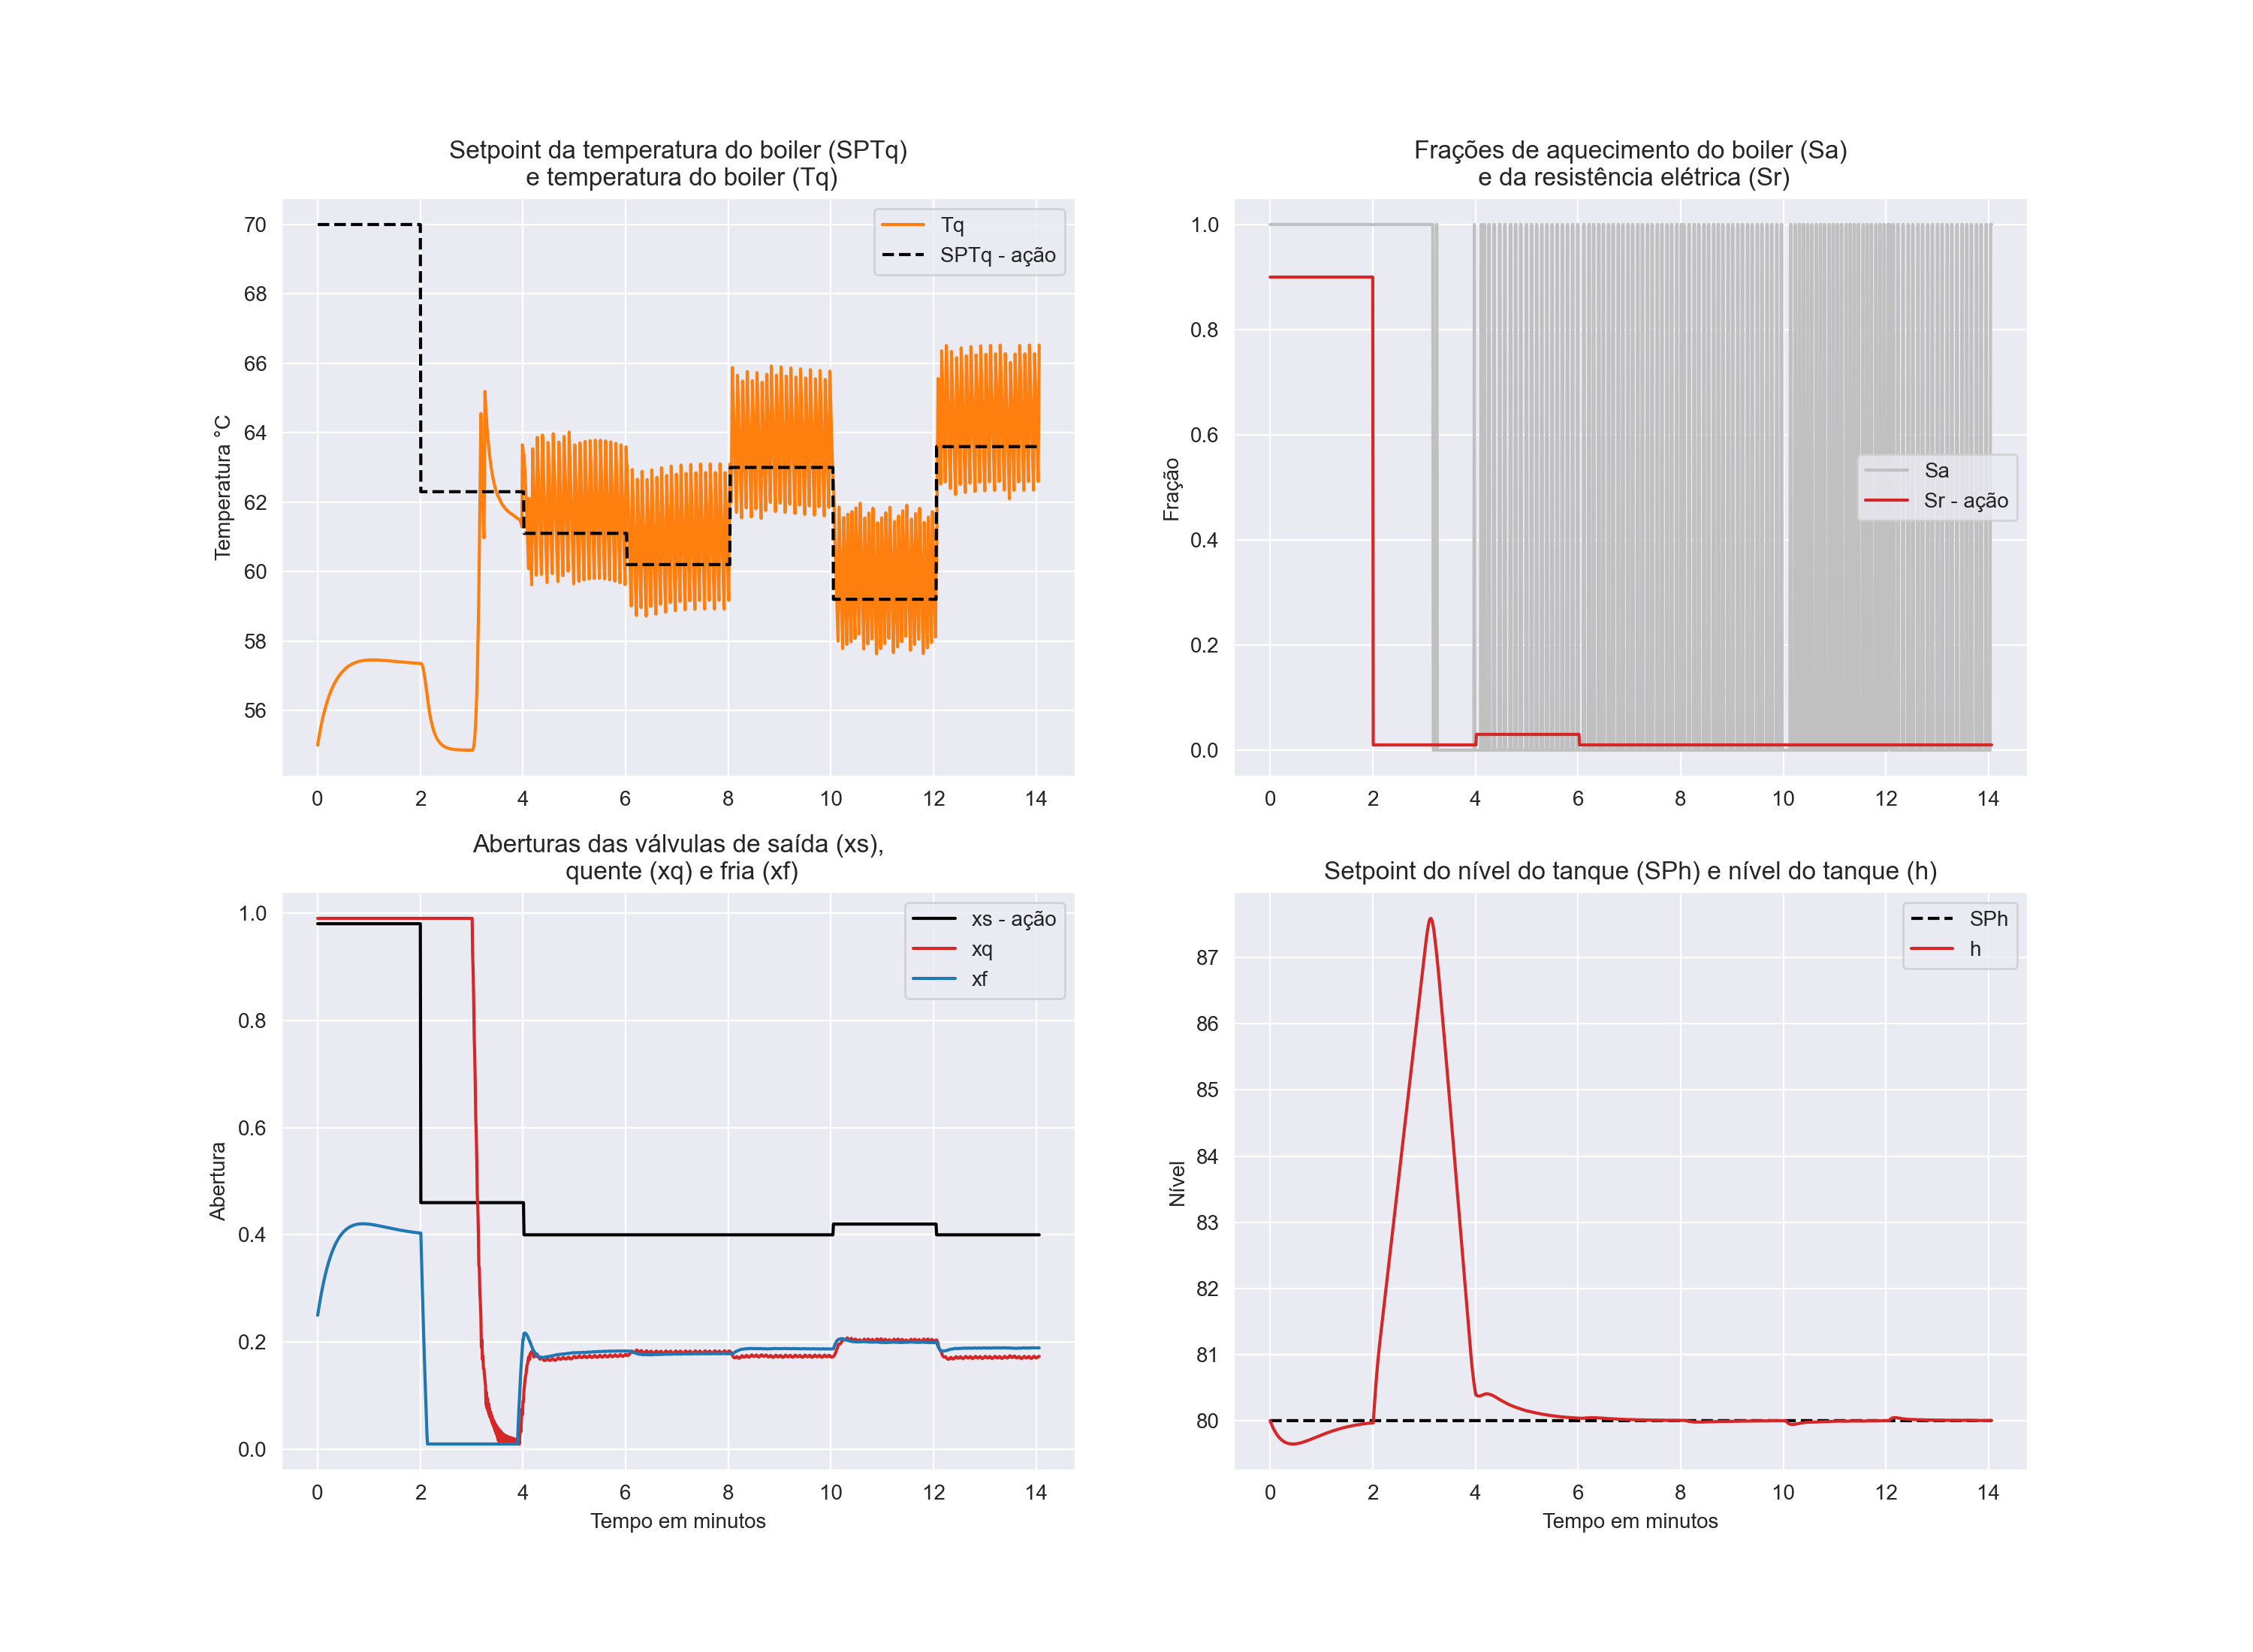 Setpoint da temperatura do boiler (SPTq)
e temperatura do boiler (Tq)
Temperatura °C
70
68
66
64
62
60
58
56
Tq
SPTq - ação
0 2 4 6 8 10 12 14
Frações de aquecimento do boiler (Sa)
e da resistência elétrica (Sr)
Fração
1.0
0.8
0.6
0.4
0.2
0.0
Sa
Sr - ação
0 2 4 6 8 10 12 14
Aberturas das válvulas de saída (xs),
quente (xq) e fria (xf)
Abertura
1.0
0.8
0.6
0.4
0.2
0.0
xs - ação
xq
xf
0 2 4 6 8 10 12 14
Tempo em minutos
Setpoint do nível do tanque (SPh) e nível do tanque (h)
Nível
87
86
85
84
83
82
81
80
SPh
h
0 2 4 6 8 10 12 14
Tempo em minutos